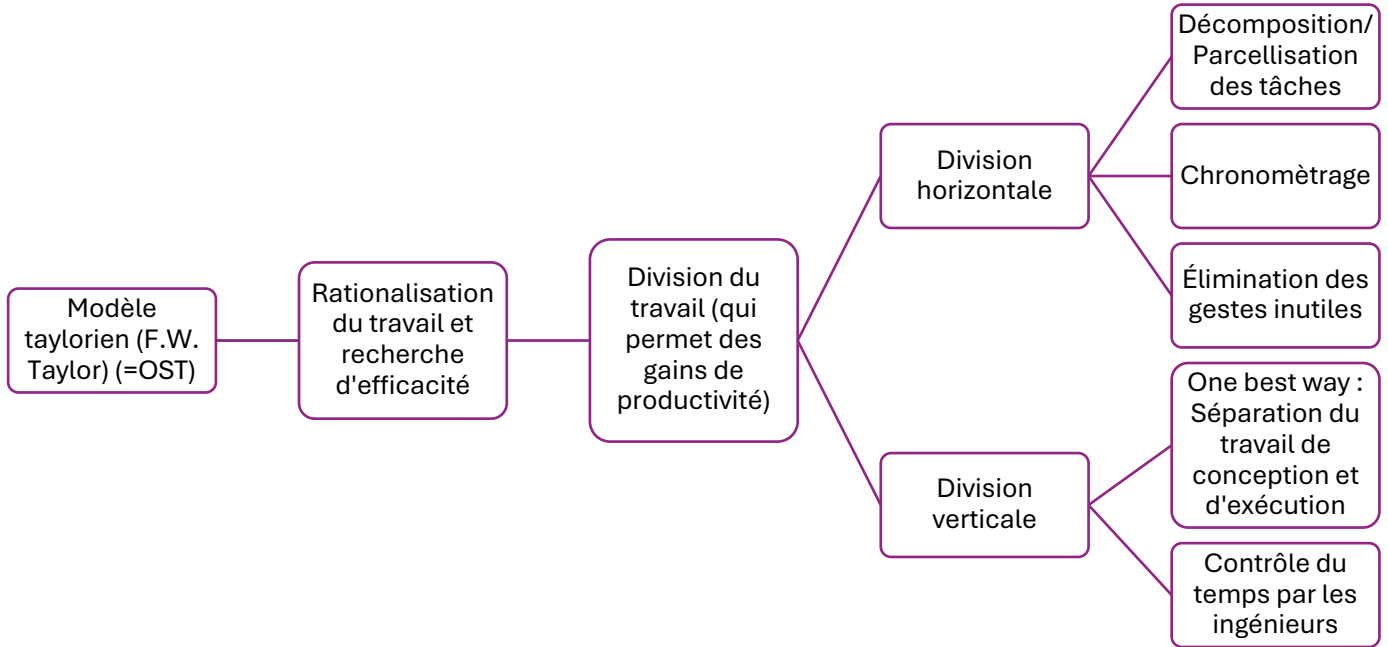 Modèle
taylorien (F.W.
Taylor) (=OST)
Rationalisation
du travail et
recherche
d'efficacité
Division du
travail (qui
permet des
gains de
productivité)
Division
horizontale
Décomposition/
Parcellisation
des tâches
Chronomètrage
Élimination des
gestes inutiles
Division
verticale
One best way :
Séparation du
travail de
conception et
d'exécution
Contrôle du
temps par les
ingénieurs